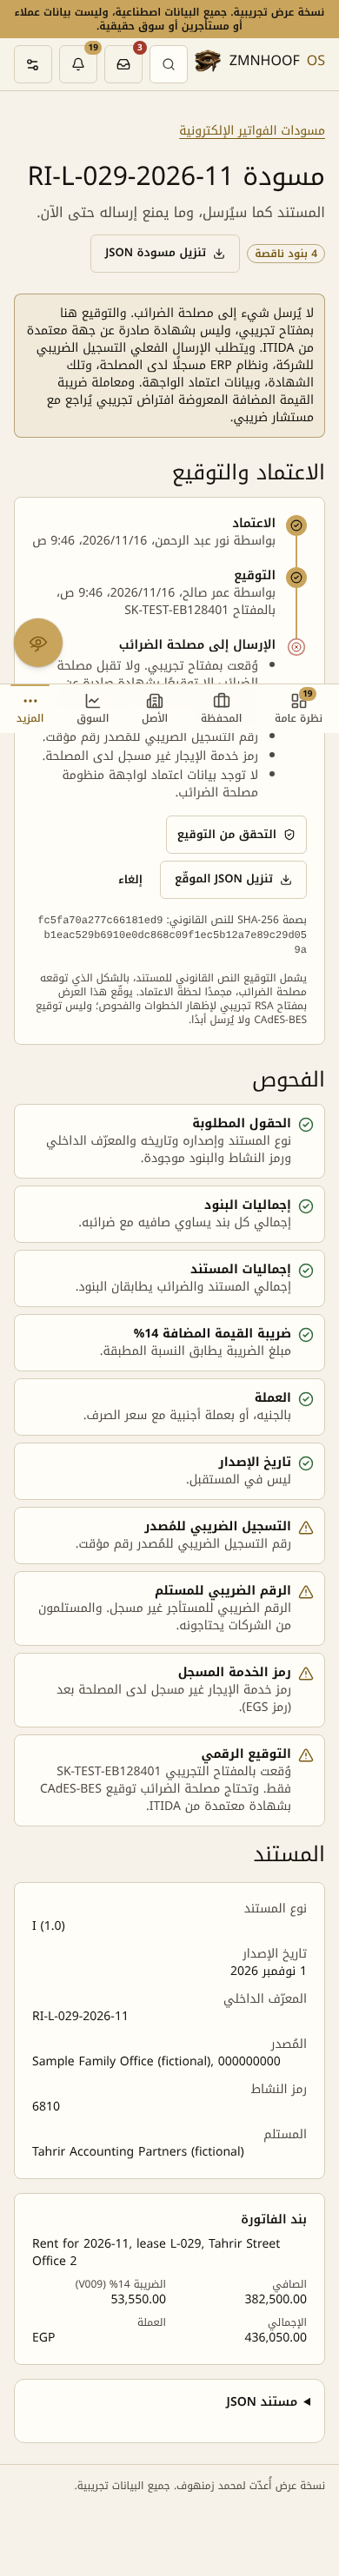 نسخة عرض تجريبية. جميع البيانات اصطناعية، وليست بيانات عملاء
أو مستأجرين أو سوق حقيقية.
ZMNHOOF OS
3
19
مسودات الفواتير الإلكترونية
مسودة RI-L-029-2026-11
المستند كما سيُرسل، وما يمنع إرساله حتى الآن.
4 بنود ناقصة
تنزيل مسودة JSON
لا يُرسل شيء إلى مصلحة الضرائب. والتوقيع هنا
بمفتاح تجريبي، وليس بشهادة صادرة عن جهة معتمدة
من ITIDA. ويتطلب الإرسال الفعلي التسجيل الضريبي
للشركة، ونظام ERP مسجلًا لدى المصلحة، وتلك
الشهادة، وبيانات اعتماد الواجهة. ومعاملة ضريبة
القيمة المضافة المعروضة افتراض تجريبي يُراجع مع
مستشار ضريبي.
الاعتماد والتوقيع
الاعتماد
بواسطة نور عبد الرحمن، 2026/11/16، 9:46 ص
التوقيع
بواسطة عمر صالح، 2026/11/16، 9:46 ص،
بالمفتاح SK-TEST-EB128401
الإرسال إلى مصلحة الضرائب
وُقعت بمفتاح تجريبي. ولا تقبل مصلحة
19
نظرة عامة
المحفظة
الأصل
السوق
المزيد
رقم التسجيل الضريبي للمُصدر رقم مؤقت.
رمز خدمة الإيجار غير مسجل لدى المصلحة.
لا توجد بيانات اعتماد لواجهة منظومة
مصلحة الضرائب.
التحقق من التوقيع
تنزيل JSON الموقّع
إلغاء
بصمة SHA-256 للنص القانوني: fc5fa70a277c66181ed9
b1eac529b6910e0dc868c09f1ec5b12a7e89c29d05
9a
يشمل التوقيع النص القانوني للمستند، بالشكل الذي توقعه
مصلحة الضرائب، مجمدًا لحظة الاعتماد. يوقّع هذا العرض
بمفتاح RSA تجريبي لإظهار الخطوات والفحوص؛ وليس توقيع
CAdES-BES ولا يُرسل أبدًا.
الفحوص
الحقول المطلوبة
نوع المستند وإصداره وتاريخه والمعرّف الداخلي
ورمز النشاط والبنود موجودة.
إجماليات البنود
إجمالي كل بند يساوي صافيه مع ضرائبه.
إجماليات المستند
إجمالي المستند والضرائب يطابقان البنود.
ضريبة القيمة المضافة 14%
مبلغ الضريبة يطابق النسبة المطبقة.
العملة
بالجنيه، أو بعملة أجنبية مع سعر الصرف.
تاريخ الإصدار
ليس في المستقبل.
التسجيل الضريبي للمُصدر
رقم التسجيل الضريبي للمُصدر رقم مؤقت.
الرقم الضريبي للمستلم
الرقم الضريبي للمستأجر غير مسجل. والمستلمون
من الشركات يحتاجونه.
رمز الخدمة المسجل
رمز خدمة الإيجار غير مسجل لدى المصلحة بعد
(رمز EGS).
التوقيع الرقمي
وُقعت بالمفتاح التجريبي SK-TEST-EB128401
فقط. وتحتاج مصلحة الضرائب توقيع CAdES-BES
بشهادة معتمدة من ITIDA.
المستند
نوع المستند
I (1.0)
تاريخ الإصدار
1 نوفمبر 2026
المعرّف الداخلي
RI-L-029-2026-11
المُصدر
Sample Family Office (fictional), 000000000
رمز النشاط
6810
المستلم
Tahrir Accounting Partners (fictional)
بند الفاتورة
Rent for 2026-11, lease L-029, Tahrir Street
Office 2
الصافي
382,500.00
الضريبة 14% (V009)
53,550.00
الإجمالي
436,050.00
العملة
EGP
مستند JSON
نسخة عرض أُعدّت لمحمد زمنهوف. جميع البيانات تجريبية.